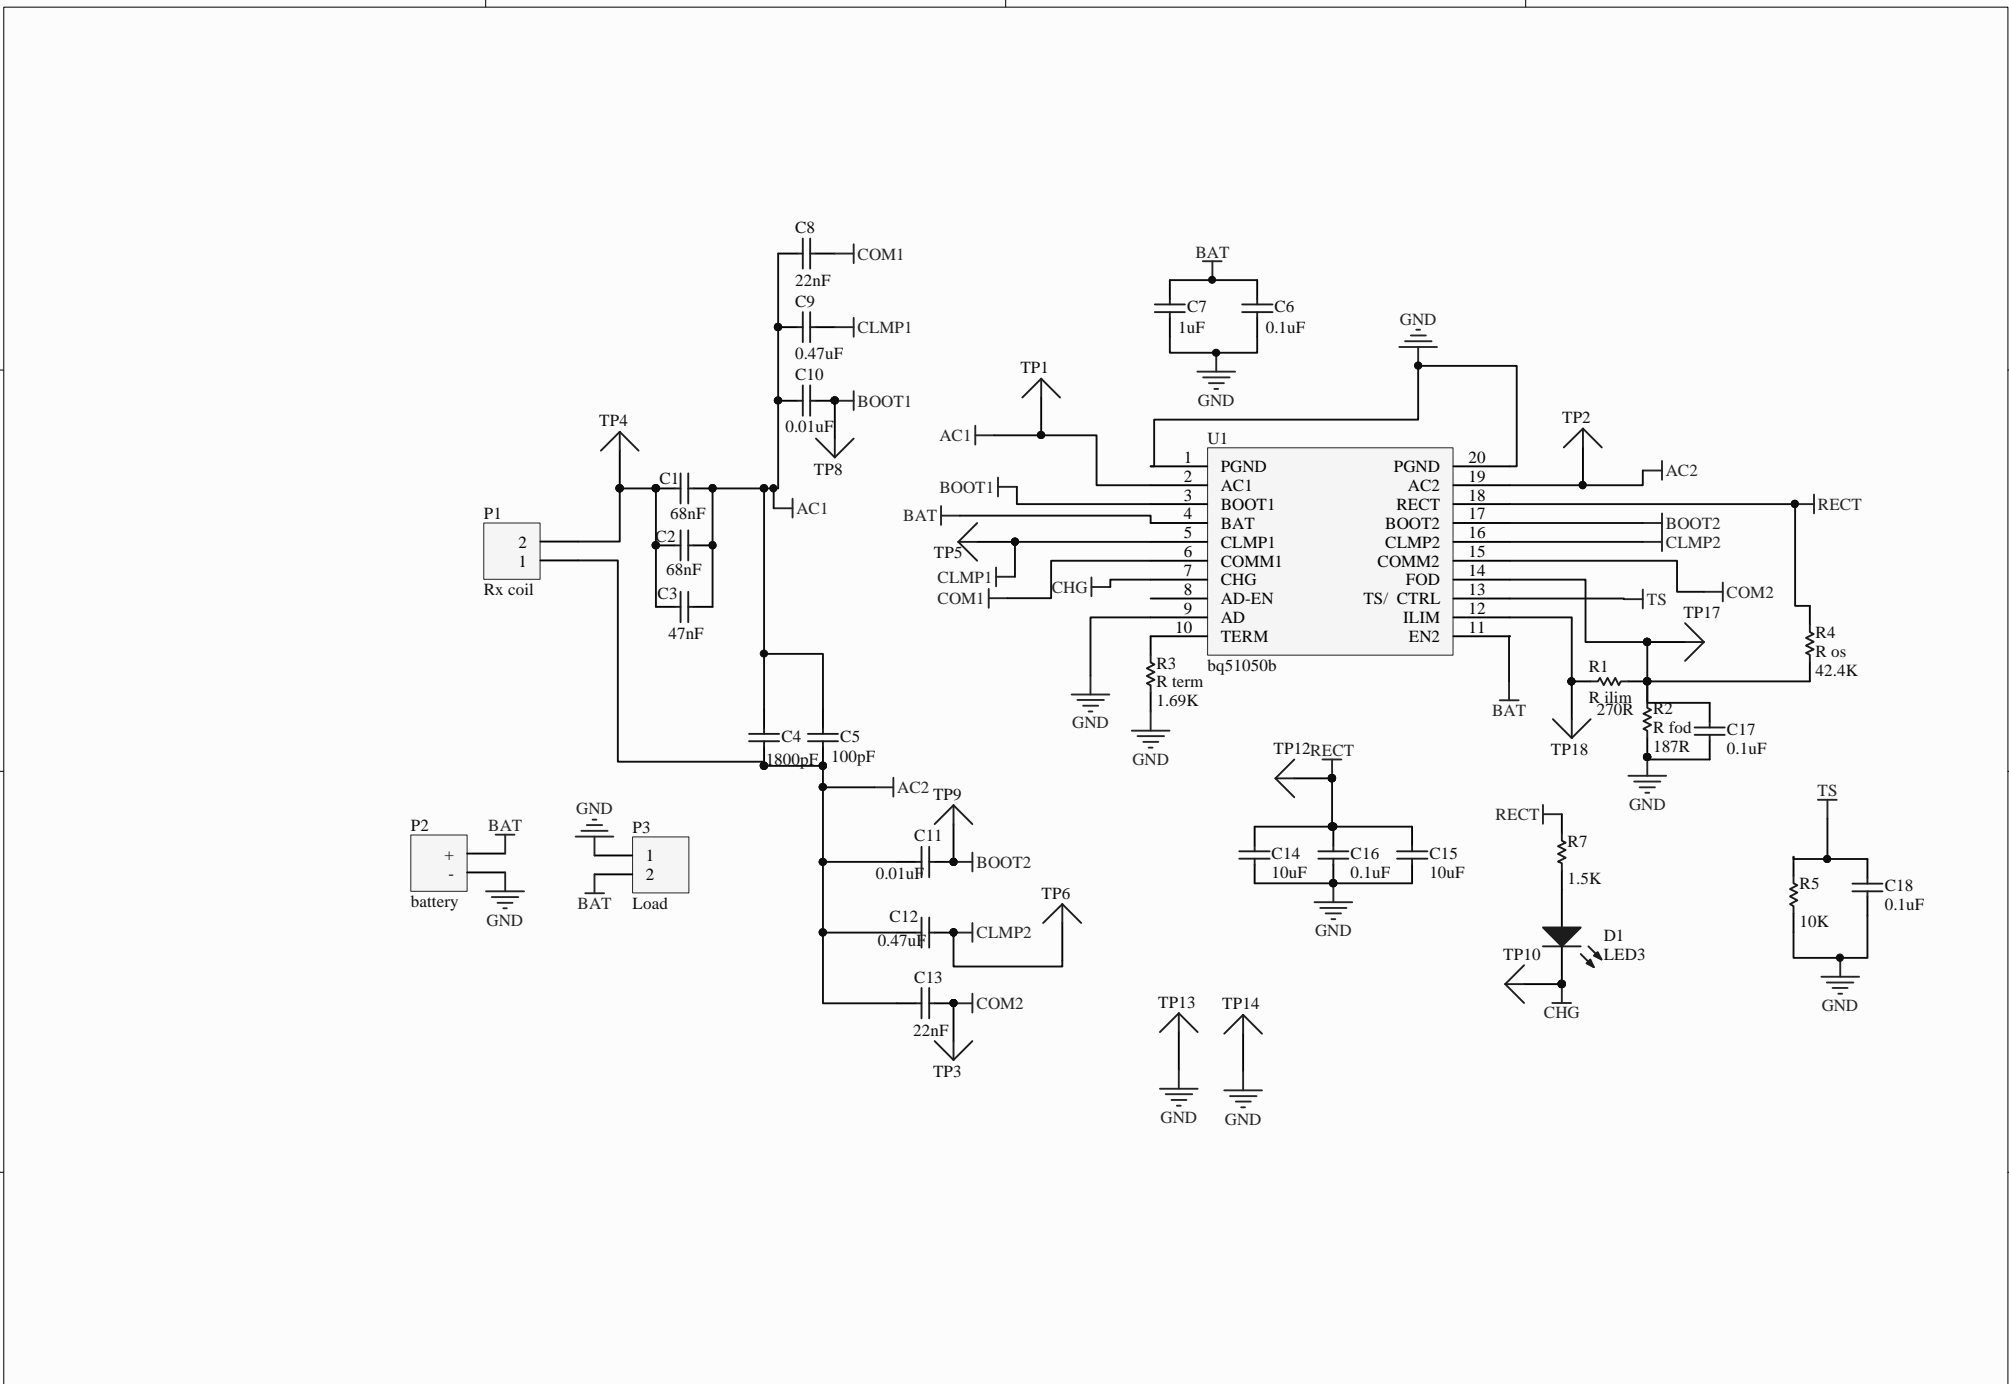 C8
COM1
22nF
C9
CLMP1
0.47uF
C10
BOOT1
0.01uF
TP8
TP4
C1
68nF
AC1
C2
68nF
C3
47nF
P1
2
1
Rx coil
C4
1800pF
C5
100pF
AC2
TP9
C11
0.01uF
BOOT2
TP6
C12
0.47uF
CLMP2
C13
22nF
COM2
TP3
P2
+
-
battery
BAT
GND
GND
P3
1
2
BAT
Load
BAT
C7
1uF
C6
0.1uF
GND
GND
TP1
AC1
BOOT1
BAT
TP5
CLMP1
COM1
CHG
U1
1 PGND
2 AC1
3 BOOT1
4 BAT
5 CLMP1
6 COMM1
7 CHG
8 AD-EN
9 AD
10 TERM
PGND 20
AC2 19
RECT 18
BOOT2 17
CLMP2 16
COMM2 15
FOD 14
TS/ CTRL 13
ILIM 12
EN2 11
bq51050b
GND
R3
R term
1.69K
GND
TP2
AC2
RECT
BOOT2
CLMP2
COM2
TS
TP17
R4
R os
42.4K
R1
R ilim
270R
BAT
TP18
R2
R fod
187R
C17
0.1uF
GND
TP12
RECT
C14
10uF
C16
0.1uF
C15
10uF
GND
RECT
R7
1.5K
D1
LED3
TP10
CHG
TS
R5
10K
C18
0.1uF
GND
TP13
GND
TP14
GND